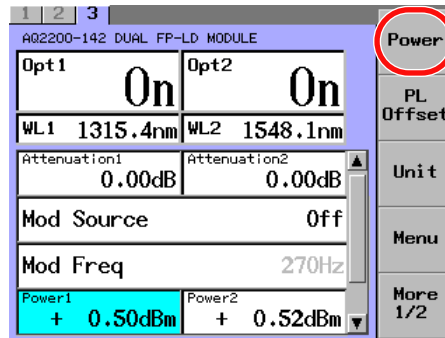 1 2 3
AQ2200-142 DUAL FP-LD MODULE
Opt1 On Opt2 On
WL1 1315.4nm WL2 1548.1nm
Attenuation1 Attenuation2
0.00dB 0.00dB
Mod Source Off
Mod Freq 270Hz
Power1 Power2
+ 0.50dBm + 0.52dBm
Power
PL
Offset
Unit
Menu
More
1/2